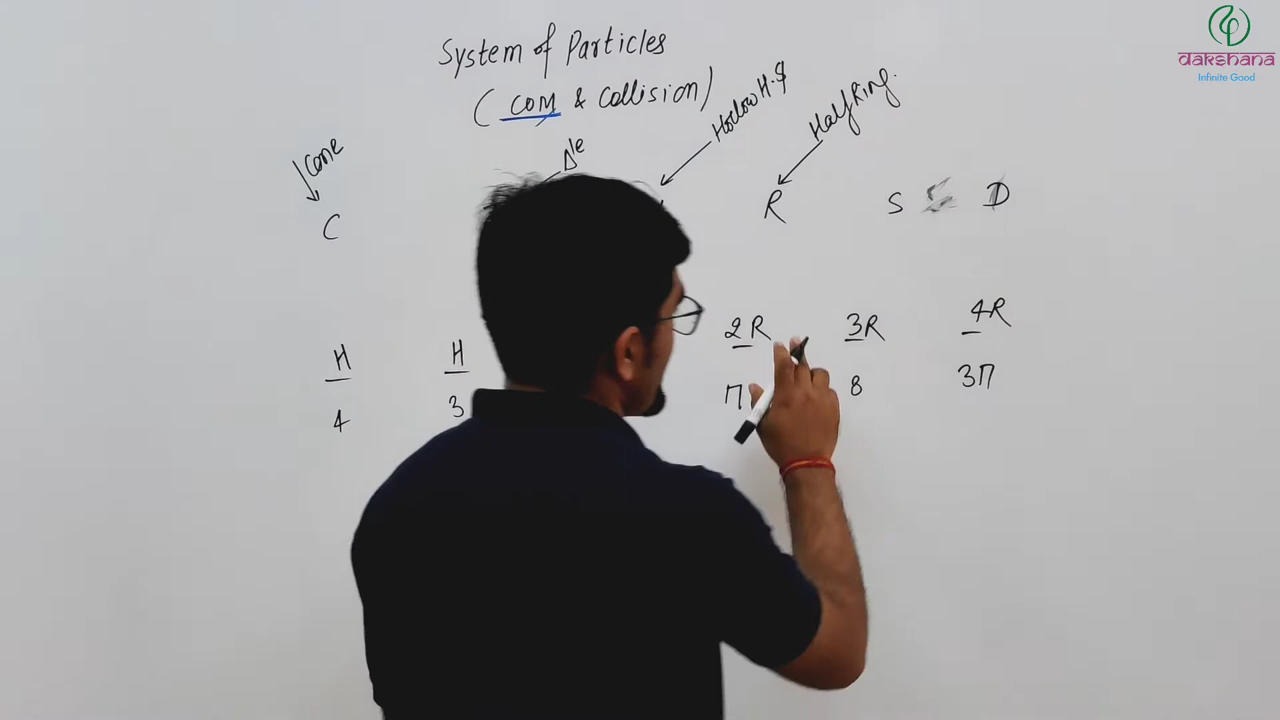 System of Particles
(COM & Collision)
Cone
Δle
Hollow H.S
Half Ring.
C
R
S
D
H
H
2R
3R
4R
4
3
π
8
3π
dakshana
Infinite Good